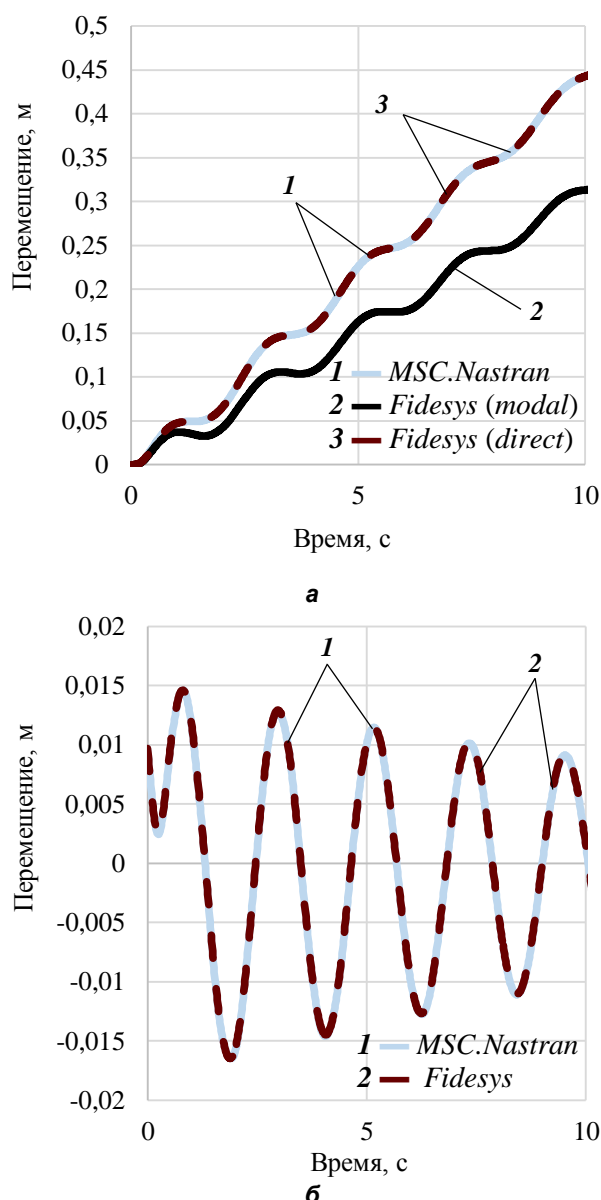 0,5
0,45
0,4
0,35
0,3
0,25
0,2
0,15
0,1
0,05
0
Перемещение, м
3
1
2
1 MSC.Nastran
2 Fidesys (modal)
3 Fidesys (direct)
0 5 10
Время, с
а
0,02
0,015
0,01
0,005
0
-0,005
-0,01
-0,015
-0,02
Перемещение, м
1 2
1 MSC.Nastran
2 Fidesys
0 5 10
Время, с
б